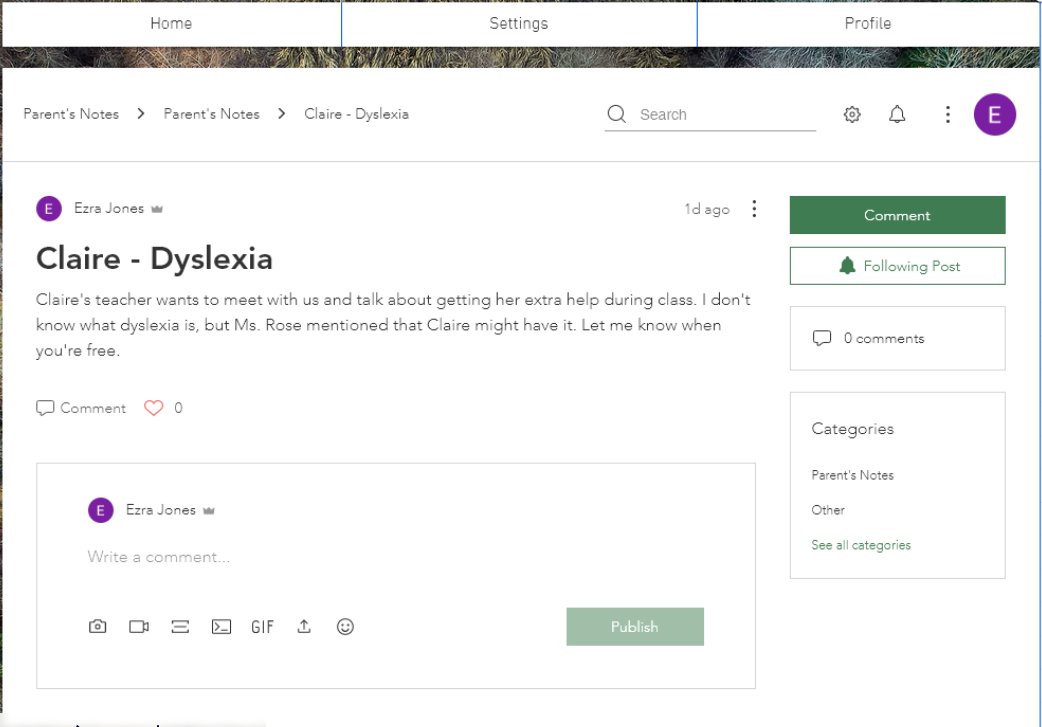 Home Settings Profile
Parent's Notes > Parent's Notes > Claire - Dyslexia Search E
E Ezra Jones 1d ago
Claire - Dyslexia
Claire's teacher wants to meet with us and talk about getting her extra help during class. I don't
know what dyslexia is, but Ms. Rose mentioned that Claire might have it. Let me know when
you're free.
Comment 0
E Ezra Jones
Write a comment...
GIF Publish
Comment
Following Post
0 comments
Categories
Parent's Notes
Other
See all categories